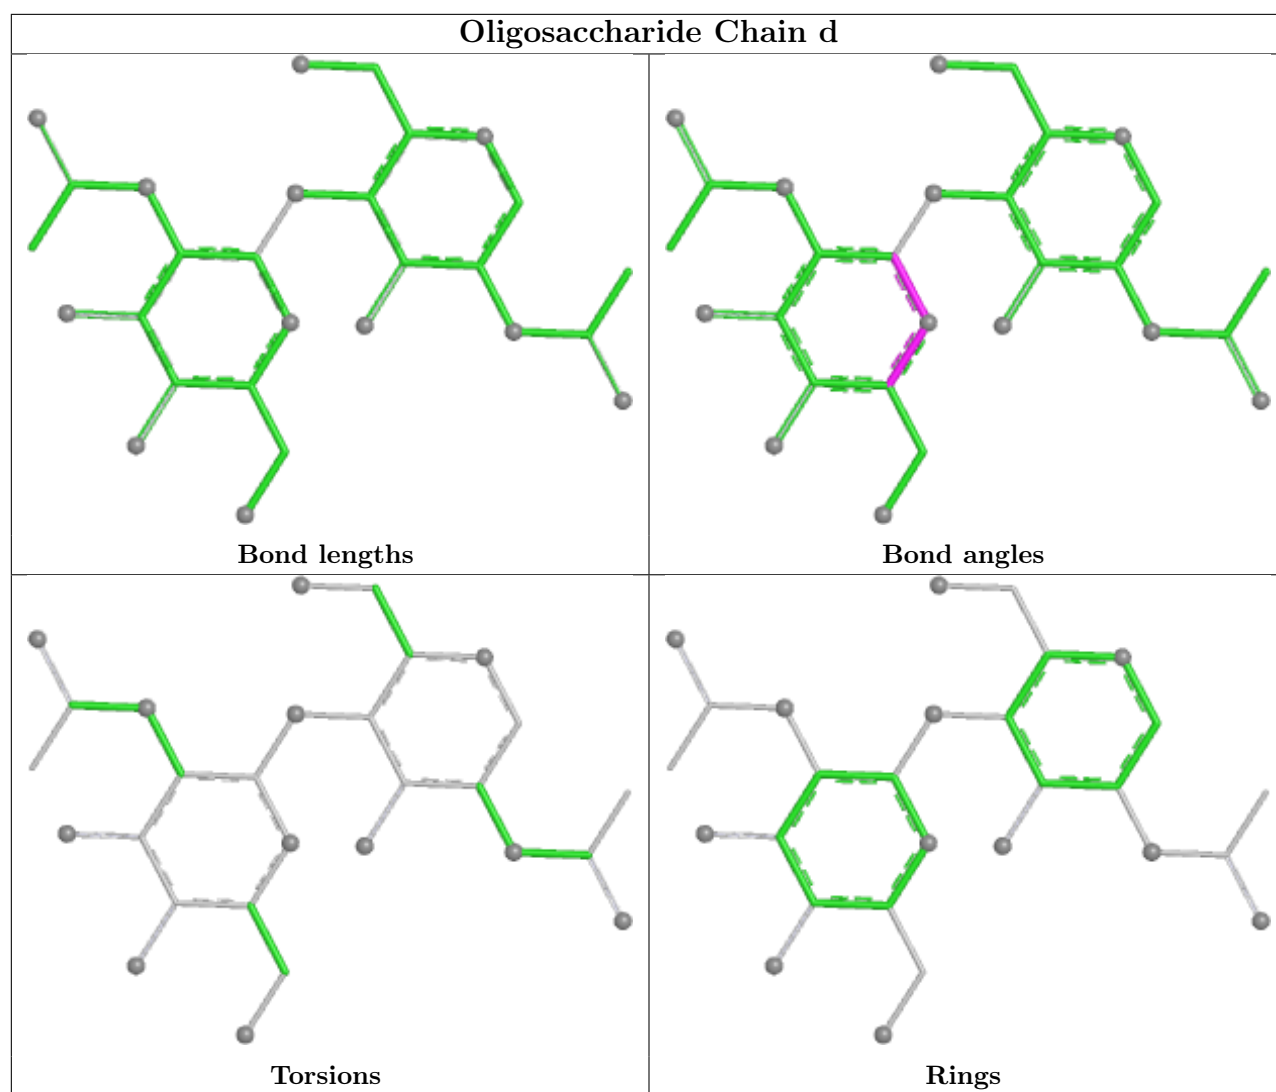 Oligosaccharide Chain d
Bond lengths
Bond angles
Torsions
Rings